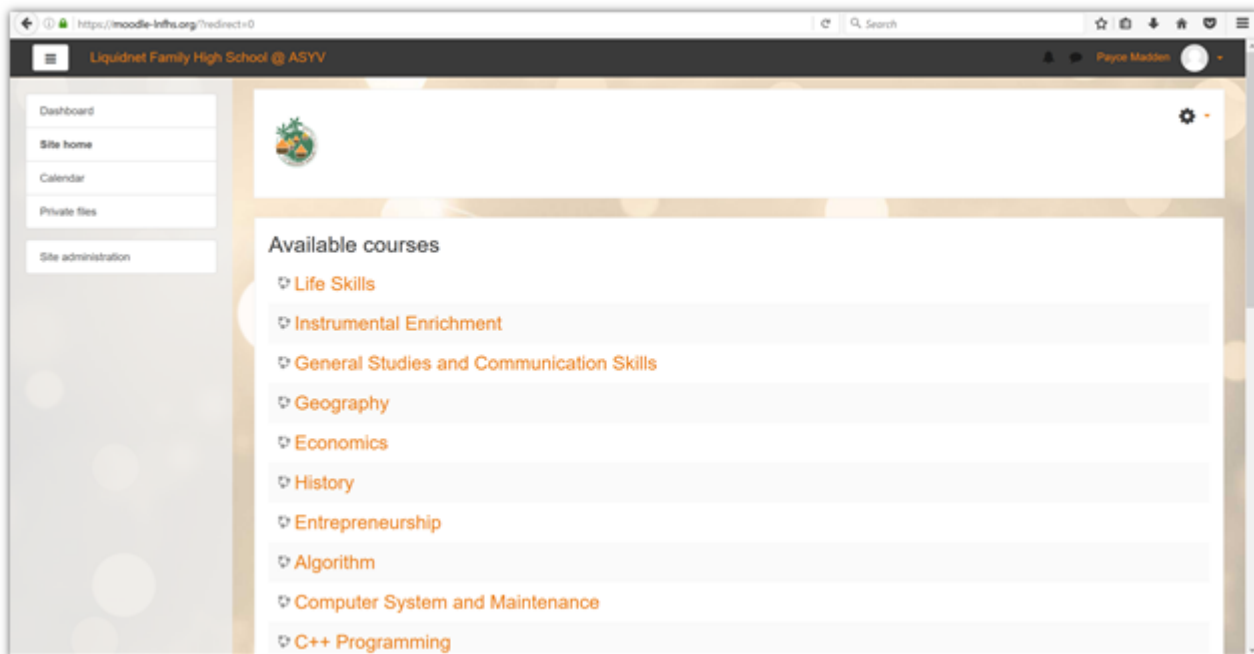 https://moodle-lnfhs.org/?redirect=0
Search
Liquidnet Family High School @ ASYV
Payce Madden
Dashboard
Site home
Calendar
Private files
Site administration
Available courses
Life Skills
Instrumental Enrichment
General Studies and Communication Skills
Geography
Economics
History
Entrepreneurship
Algorithm
Computer System and Maintenance
C++ Programming